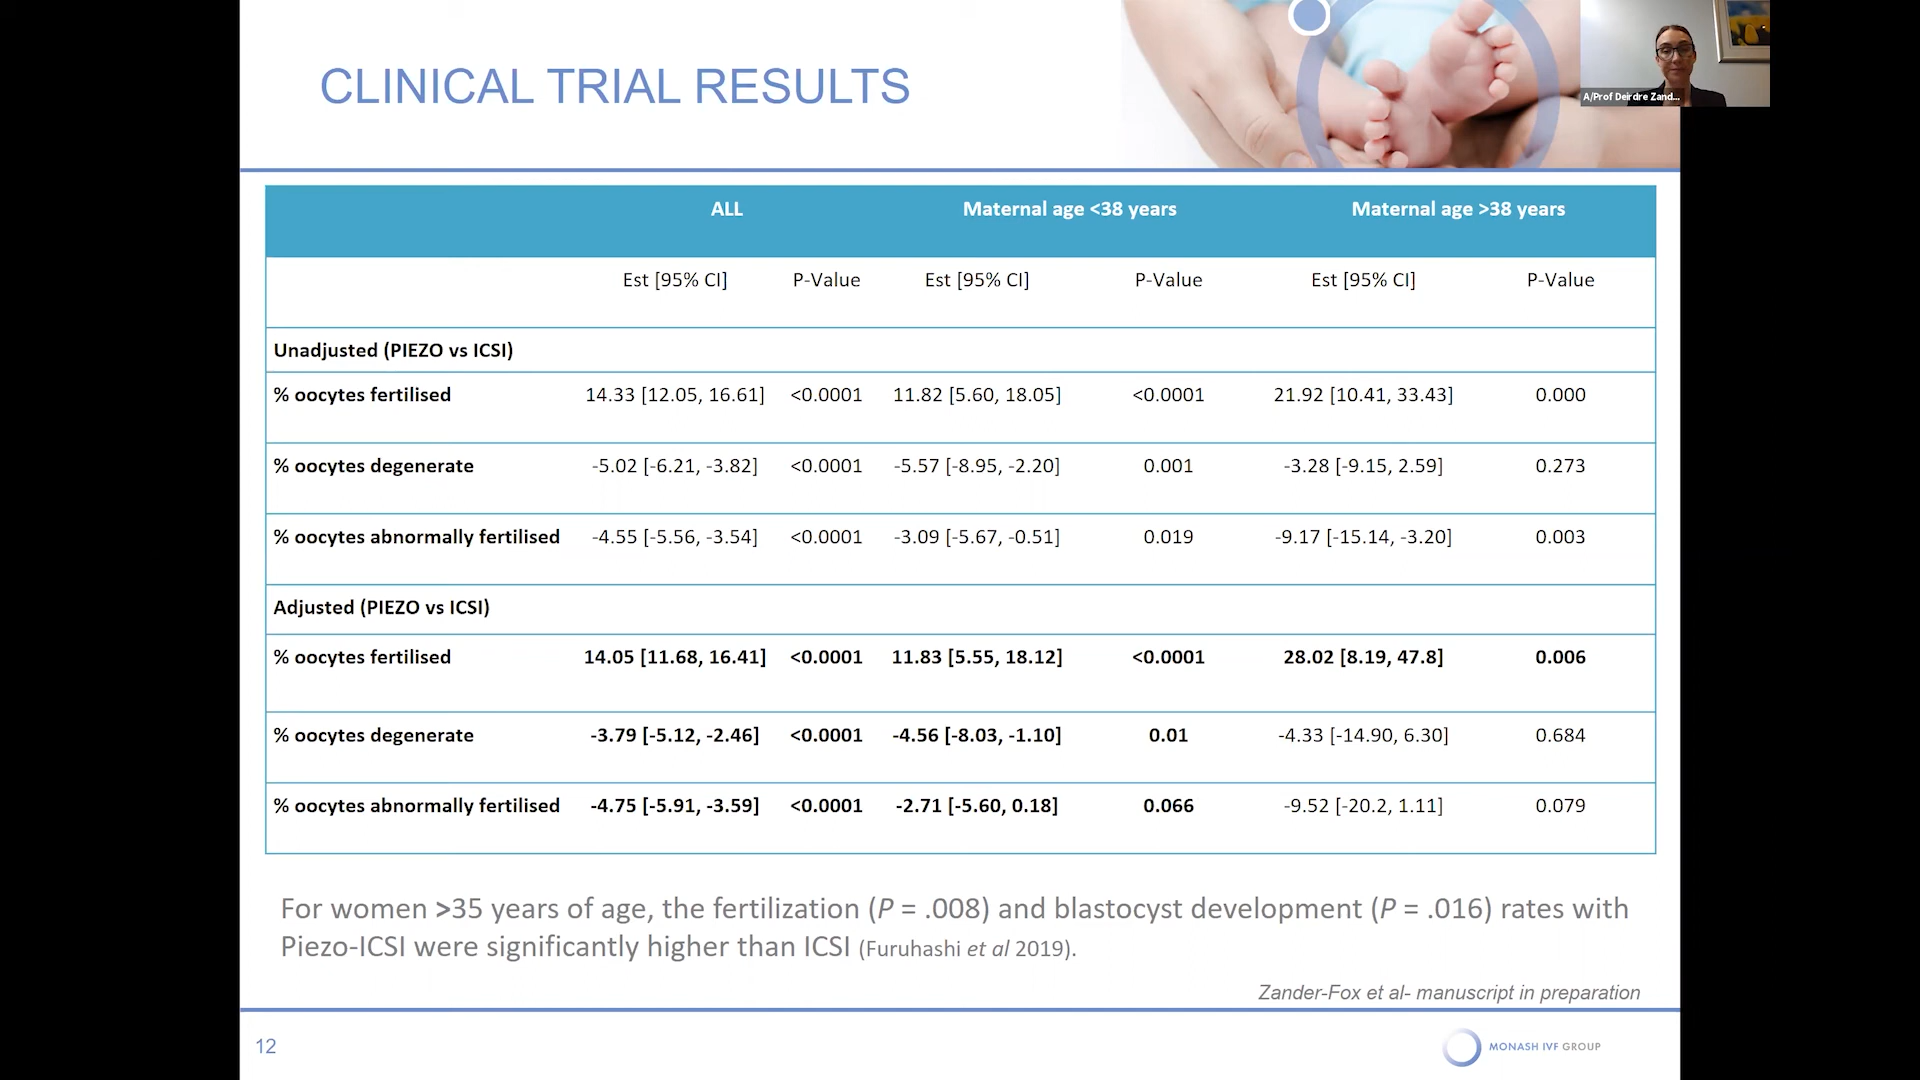 CLINICAL TRIAL RESULTS
A/Prof Deirdre Zand...
ALL Maternal age <38 years Maternal age >38 years
Est [95% CI] P-Value Est [95% CI] P-Value Est [95% CI] P-Value
Unadjusted (PIEZO vs ICSI)
% oocytes fertilised 14.33 [12.05, 16.61] <0.0001 11.82 [5.60, 18.05] <0.0001 21.92 [10.41, 33.43] 0.000
% oocytes degenerate -5.02 [-6.21, -3.82] <0.0001 -5.57 [-8.95, -2.20] 0.001 -3.28 [-9.15, 2.59] 0.273
% oocytes abnormally fertilised -4.55 [-5.56, -3.54] <0.0001 -3.09 [-5.67, -0.51] 0.019 -9.17 [-15.14, -3.20] 0.003
Adjusted (PIEZO vs ICSI)
% oocytes fertilised 14.05 [11.68, 16.41] <0.0001 11.83 [5.55, 18.12] <0.0001 28.02 [8.19, 47.8] 0.006
% oocytes degenerate -3.79 [-5.12, -2.46] <0.0001 -4.56 [-8.03, -1.10] 0.01 -4.33 [-14.90, 6.30] 0.684
% oocytes abnormally fertilised -4.75 [-5.91, -3.59] <0.0001 -2.71 [-5.60, 0.18] 0.066 -9.52 [-20.2, 1.11] 0.079
For women >35 years of age, the fertilization (P = .008) and blastocyst development (P = .016) rates with
Piezo-ICSI were significantly higher than ICSI (Furuhashi et al 2019).
Zander-Fox et al- manuscript in preparation
12
MONASH IVF GROUP